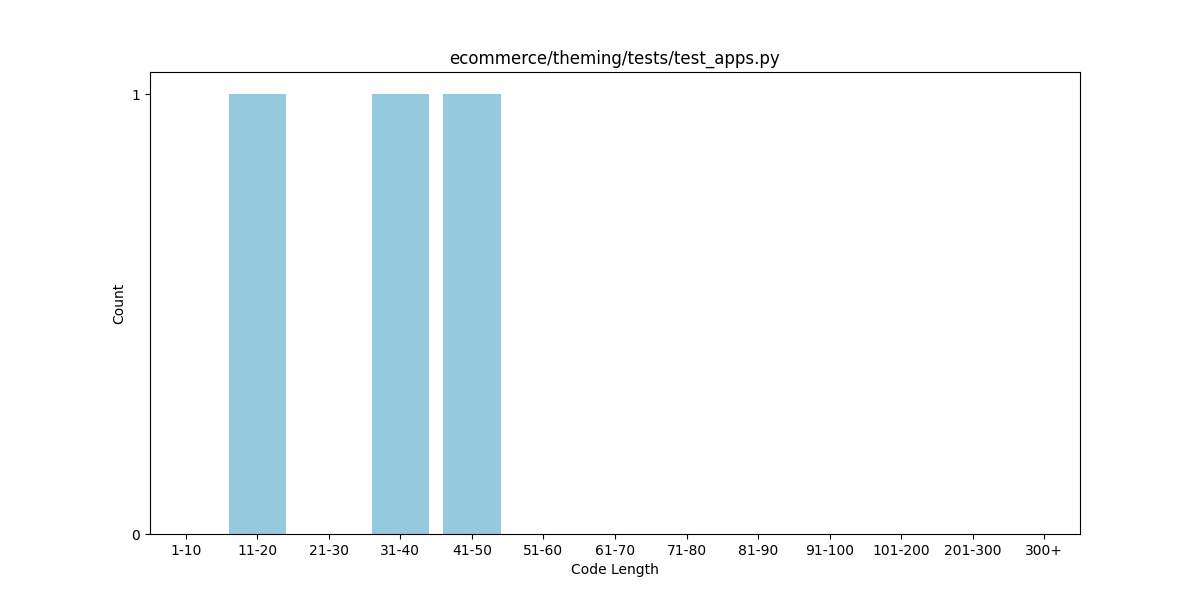 ecommerce/theming/tests/test_apps.py
1
Count
0
1-10 11-20 21-30 31-40 41-50 51-60 61-70 71-80 81-90 91-100 101-200 201-300 300+
Code Length